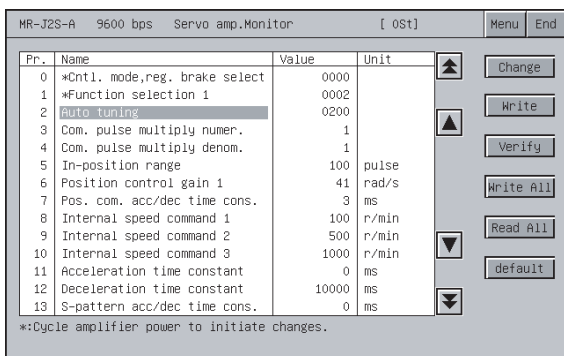 MR-J2S-A 9600 bps Servo amp.Monitor [ 0St] Menu End
Pr. Name Value Unit
0 *Cntl. mode,reg. brake select 0000
1 *Function selection 1 0002
2 Auto tuning 0200
3 Com. pulse multiply numer. 1
4 Com. pulse multiply denom. 1
5 In-position range 100 pulse
6 Position control gain 1 41 rad/s
7 Pos. com. acc/dec time cons. 3 ms
8 Internal speed command 1 100 r/min
9 Internal speed command 2 500 r/min
10 Internal speed command 3 1000 r/min
11 Acceleration time constant 0 ms
12 Deceleration time constant 10000 ms
13 S-pattern acc/dec time cons. 0 ms
Change
Write
Verify
Write All
Read All
default
*:Cycle amplifier power to initiate changes.